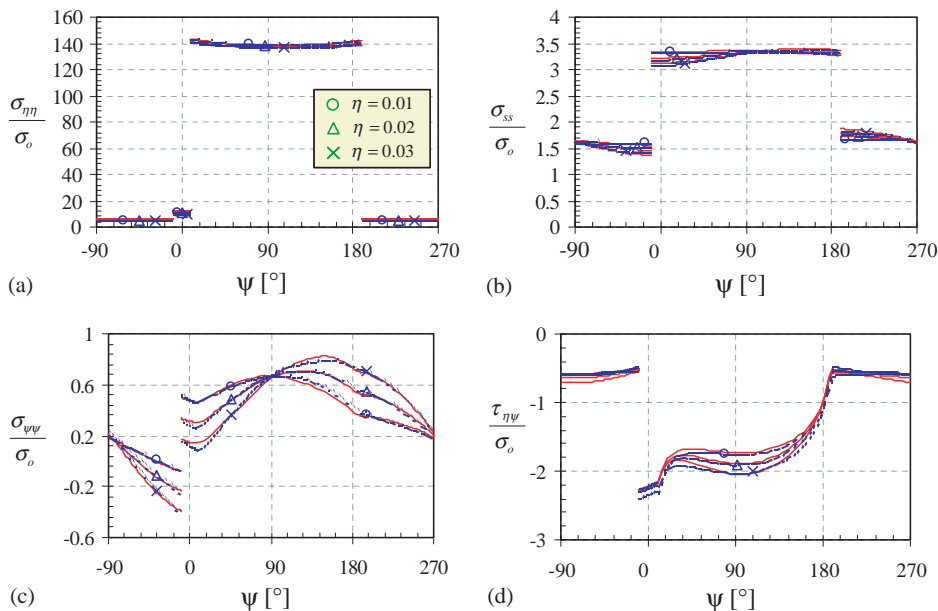 160
140
120
100
80
60
40
20
0
σηη
σo
η = 0.01
η = 0.02
η = 0.03
-90 0 90 180 270
ψ [°]
(a)
4
3.5
3
2.5
2
1.5
1
0.5
0
σss
σo
-90 0 90 180 270
ψ [°]
(b)
1
0.6
0.2
-0.2
-0.6
σψψ
σo
-90 0 90 180 270
ψ [°]
(c)
-0
-1
-2
-3
τηψ
σo
-90 0 90 180 270
ψ [°]
(d)